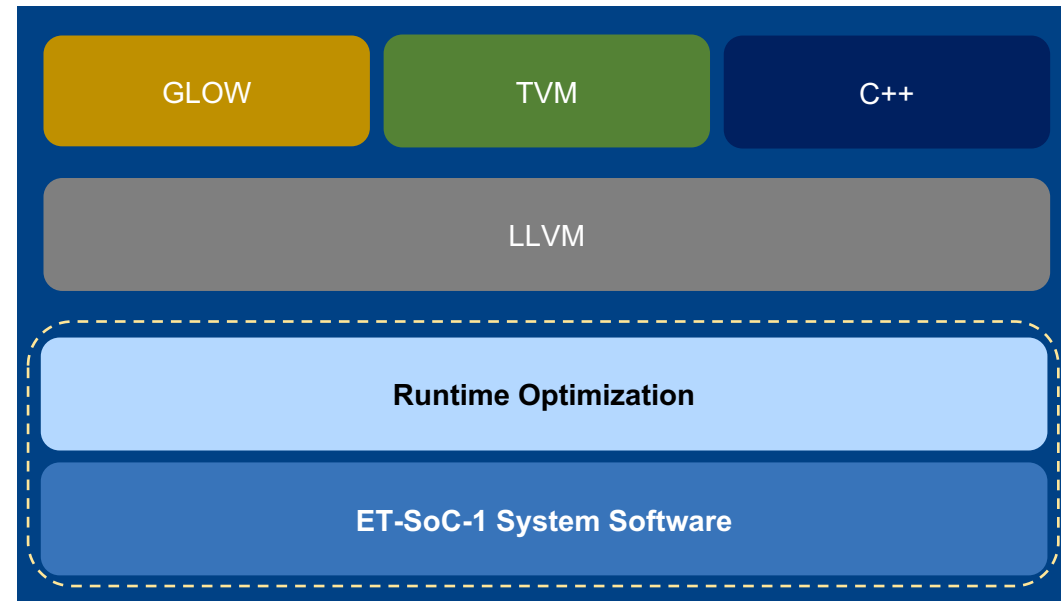 GLOW
TVM
C++
LLVM
Runtime Optimization
ET-SoC-1 System Software